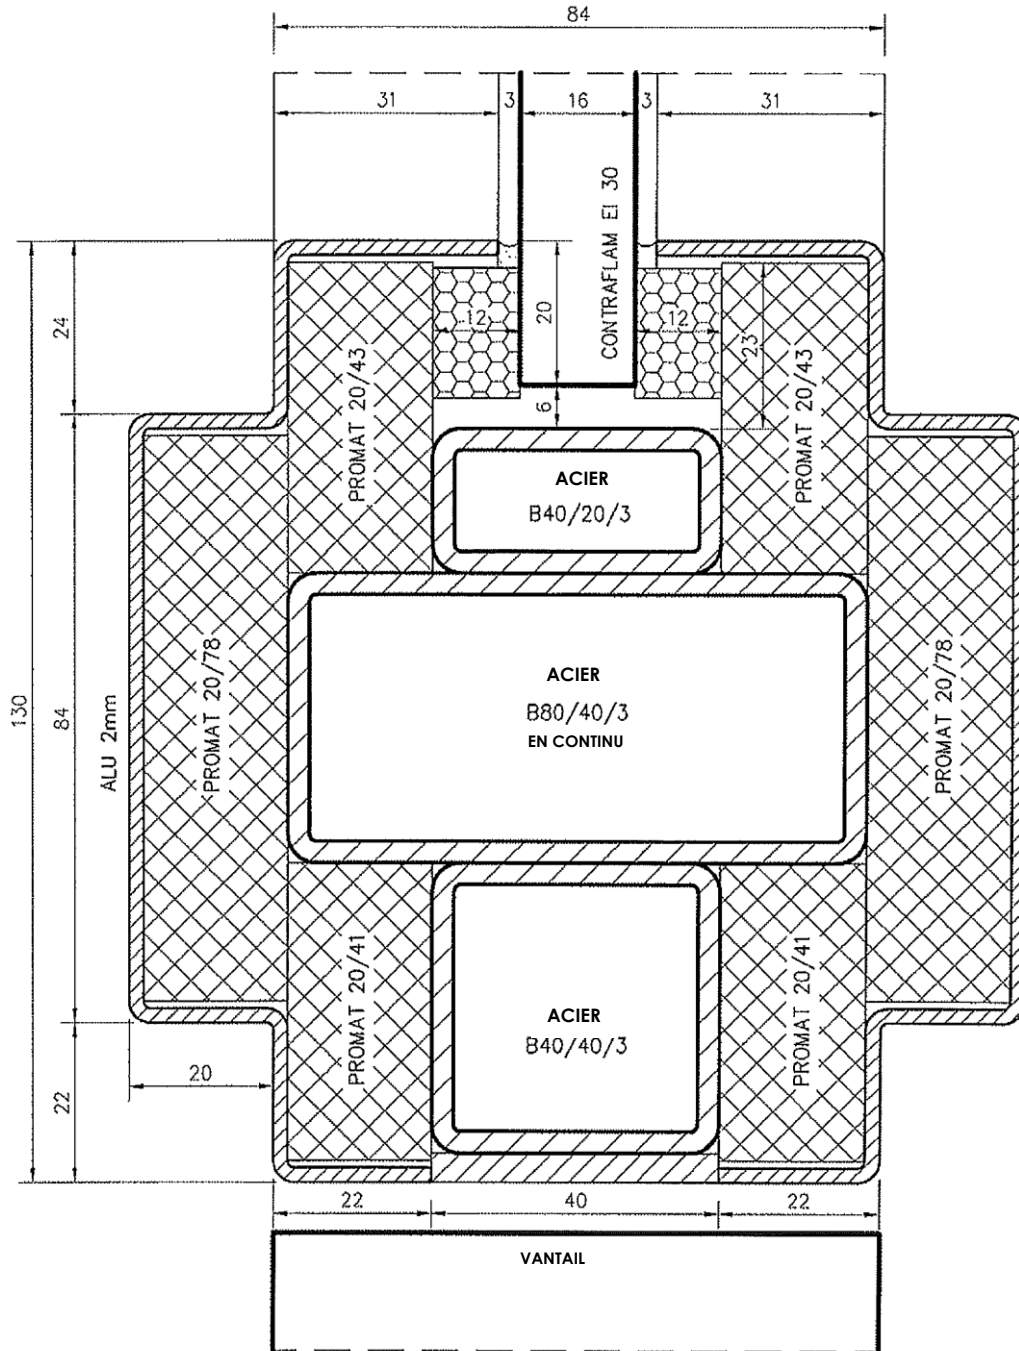 84
31
3
16
3
31
CONTRAFLAM EI 30
24
12
20
12
23
6
PROMAT 20/43
PROMAT 20/43
ACIER
B40/20/3
130
84
ALU 2mm
PROMAT 20/78
ACIER
B80/40/3
EN CONTINU
PROMAT 20/78
PROMAT 20/41
ACIER
B40/40/3
PROMAT 20/41
20
22
22
40
22
VANTAIL